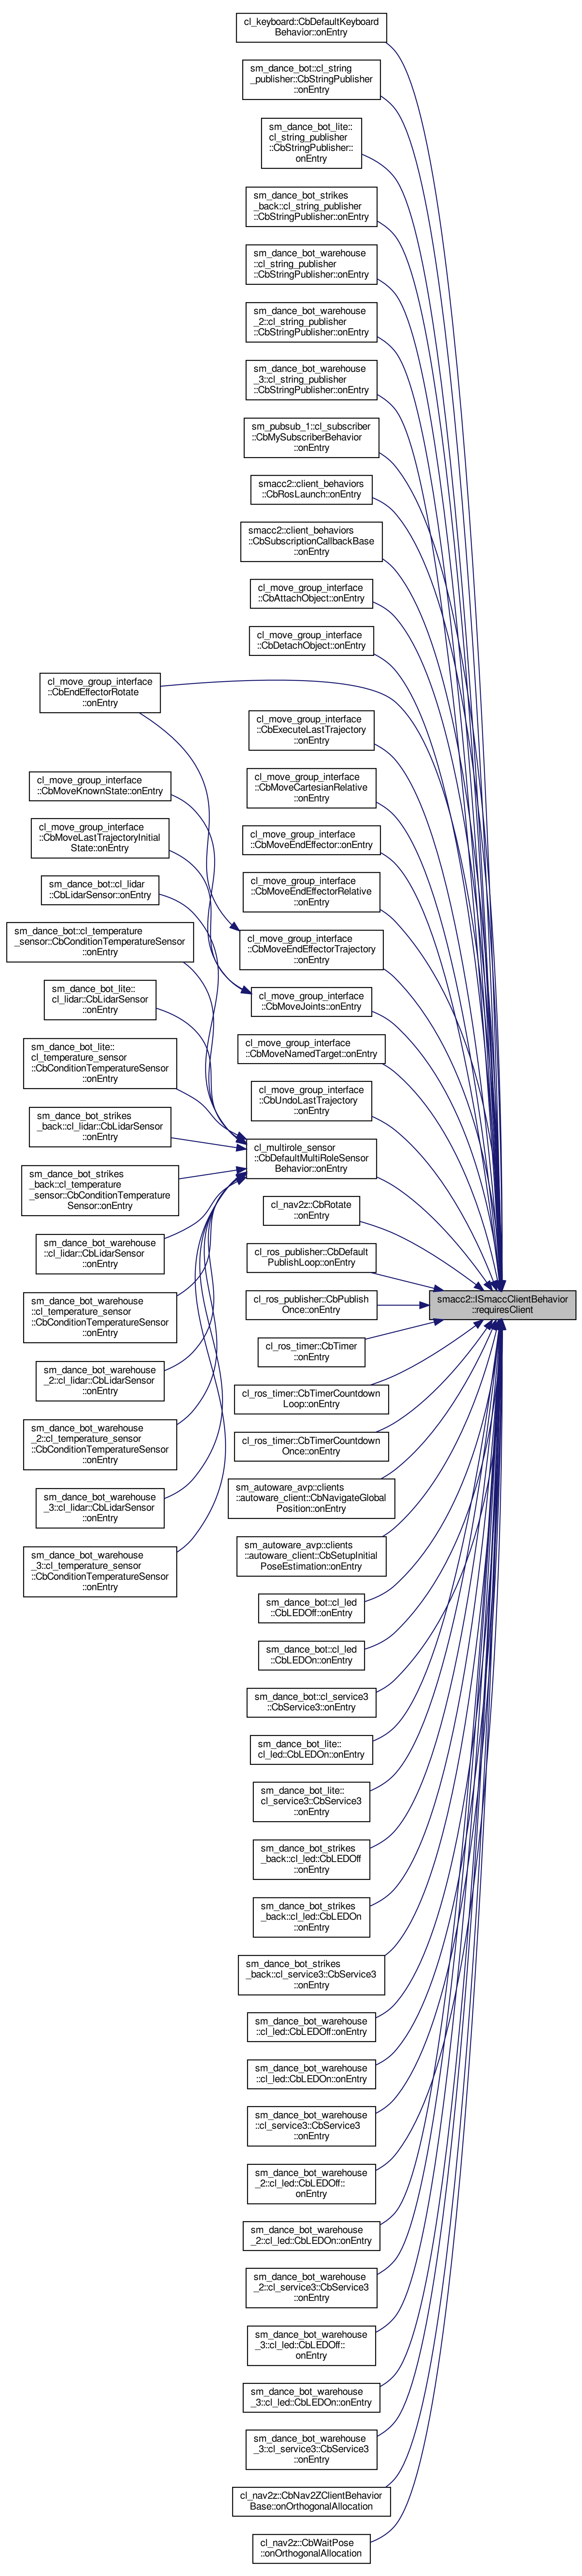 cl_keyboard::CbDefaultKeyboard
Behavior::onEntry
sm_dance_bot::cl_string
_publisher::CbStringPublisher
::onEntry
sm_dance_bot_lite::
cl_string_publisher
::CbStringPublisher::
onEntry
sm_dance_bot_strikes
_back::cl_string_publisher
::CbStringPublisher::onEntry
sm_dance_bot_warehouse
::cl_string_publisher
::CbStringPublisher::onEntry
sm_dance_bot_warehouse
_2::cl_string_publisher
::CbStringPublisher::onEntry
sm_dance_bot_warehouse
_3::cl_string_publisher
::CbStringPublisher::onEntry
sm_pubsub_1::cl_subscriber
::CbMySubscriberBehavior
::onEntry
smacc2::client_behaviors
::CbRosLaunch::onEntry
smacc2::client_behaviors
::CbSubscriptionCallbackBase
::onEntry
cl_move_group_interface
::CbAttachObject::onEntry
cl_move_group_interface
::CbDetachObject::onEntry
cl_move_group_interface
::CbEndEffectorRotate
::onEntry
cl_move_group_interface
::CbExecuteLastTrajectory
::onEntry
cl_move_group_interface
::CbMoveKnownState::onEntry
cl_move_group_interface
::CbMoveCartesianRelative
::onEntry
cl_move_group_interface
::CbMoveLastTrajectoryInitial
State::onEntry
cl_move_group_interface
::CbMoveEndEffector::onEntry
sm_dance_bot::cl_lidar
::CbLidarSensor::onEntry
cl_move_group_interface
::CbMoveEndEffectorRelative
::onEntry
sm_dance_bot::cl_temperature
_sensor::CbConditionTemperatureSensor
::onEntry
cl_move_group_interface
::CbMoveEndEffectorTrajectory
::onEntry
sm_dance_bot_lite::
cl_lidar::CbLidarSensor
::onEntry
cl_move_group_interface
::CbMoveJoints::onEntry
sm_dance_bot_lite::
cl_temperature_sensor
::CbConditionTemperatureSensor
::onEntry
cl_move_group_interface
::CbMoveNamedTarget::onEntry
sm_dance_bot_strikes
_back::cl_lidar::CbLidarSensor
::onEntry
cl_move_group_interface
::CbUndoLastTrajectory
::onEntry
sm_dance_bot_strikes
_back::cl_temperature
_sensor::CbConditionTemperature
Sensor::onEntry
cl_multirole_sensor
::CbDefaultMultiRoleSensor
Behavior::onEntry
sm_dance_bot_warehouse
::cl_lidar::CbLidarSensor
::onEntry
cl_nav2z::CbRotate
::onEntry
cl_ros_publisher::CbDefault
PublishLoop::onEntry
sm_dance_bot_warehouse
::cl_temperature_sensor
::CbConditionTemperatureSensor
::onEntry
cl_ros_publisher::CbPublish
Once::onEntry
smacc2::ISmaccClientBehavior
::requiresClient
sm_dance_bot_warehouse
_2::cl_lidar::CbLidarSensor
::onEntry
cl_ros_timer::CbTimer
::onEntry
cl_ros_timer::CbTimerCountdown
Loop::onEntry
sm_dance_bot_warehouse
_2::cl_temperature_sensor
::CbConditionTemperatureSensor
::onEntry
cl_ros_timer::CbTimerCountdown
Once::onEntry
sm_dance_bot_warehouse
_3::cl_lidar::CbLidarSensor
::onEntry
sm_autoware_avp::clients
::autoware_client::CbNavigateGlobal
Position::onEntry
sm_dance_bot_warehouse
_3::cl_temperature_sensor
::CbConditionTemperatureSensor
::onEntry
sm_autoware_avp::clients
::autoware_client::CbSetupInitial
PoseEstimation::onEntry
sm_dance_bot::cl_led
::CbLEDOff::onEntry
sm_dance_bot::cl_led
::CbLEDOn::onEntry
sm_dance_bot::cl_service3
::CbService3::onEntry
sm_dance_bot_lite::
cl_led::CbLEDOn::onEntry
sm_dance_bot_lite::
cl_service3::CbService3
::onEntry
sm_dance_bot_strikes
_back::cl_led::CbLEDOff
::onEntry
sm_dance_bot_strikes
_back::cl_led::CbLEDOn
::onEntry
sm_dance_bot_strikes
_back::cl_service3::CbService3
::onEntry
sm_dance_bot_warehouse
::cl_led::CbLEDOff::onEntry
sm_dance_bot_warehouse
::cl_led::CbLEDOn::onEntry
sm_dance_bot_warehouse
::cl_service3::CbService3
::onEntry
sm_dance_bot_warehouse
_2::cl_led::CbLEDOff::
onEntry
sm_dance_bot_warehouse
_2::cl_led::CbLEDOn::onEntry
sm_dance_bot_warehouse
_2::cl_service3::CbService3
::onEntry
sm_dance_bot_warehouse
_3::cl_led::CbLEDOff::
onEntry
sm_dance_bot_warehouse
_3::cl_led::CbLEDOn::onEntry
sm_dance_bot_warehouse
_3::cl_service3::CbService3
::onEntry
cl_nav2z::CbNav2ZClientBehavior
Base::onOrthogonalAllocation
cl_nav2z::CbWaitPose
::onOrthogonalAllocation